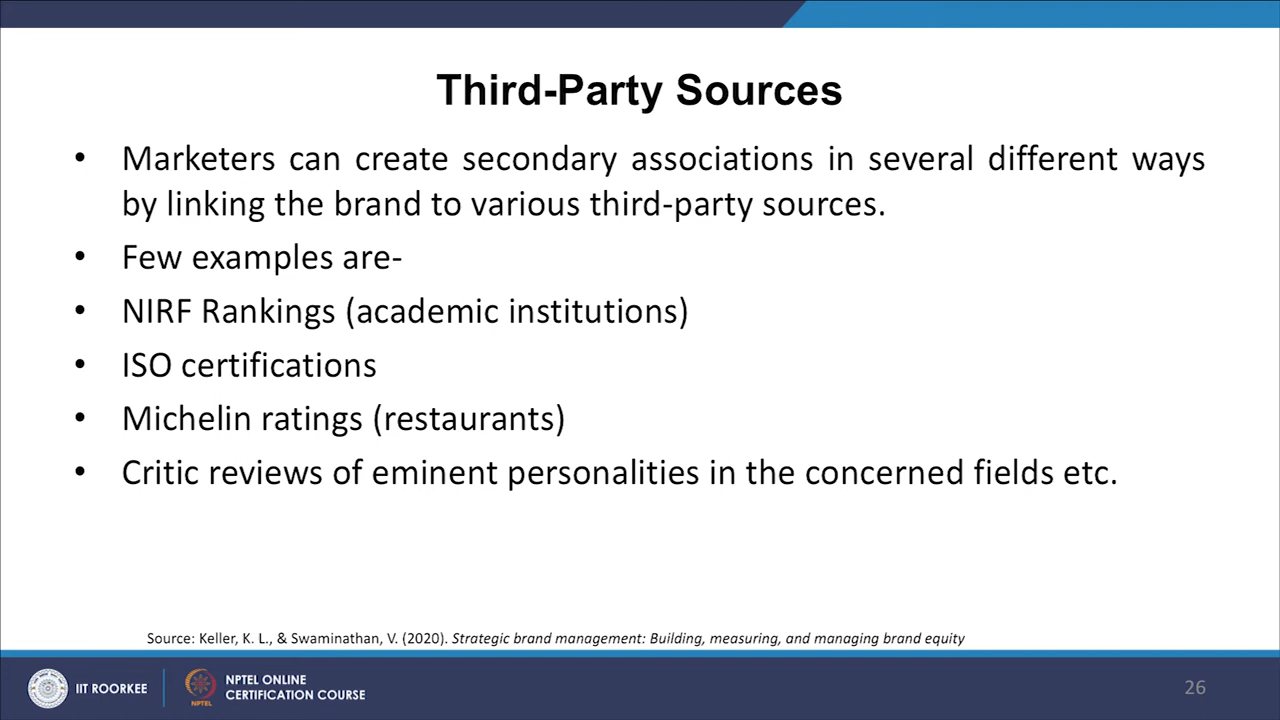 Third-Party Sources
• Marketers can create secondary associations in several different ways
by linking the brand to various third-party sources.
• Few examples are-
• NIRF Rankings (academic institutions)
• ISO certifications
• Michelin ratings (restaurants)
• Critic reviews of eminent personalities in the concerned fields etc.
Source: Keller, K. L., & Swaminathan, V. (2020). Strategic brand management: Building, measuring, and managing brand equity
IIT ROORKEE
NPTEL
NPTEL ONLINE
CERTIFICATION COURSE
26